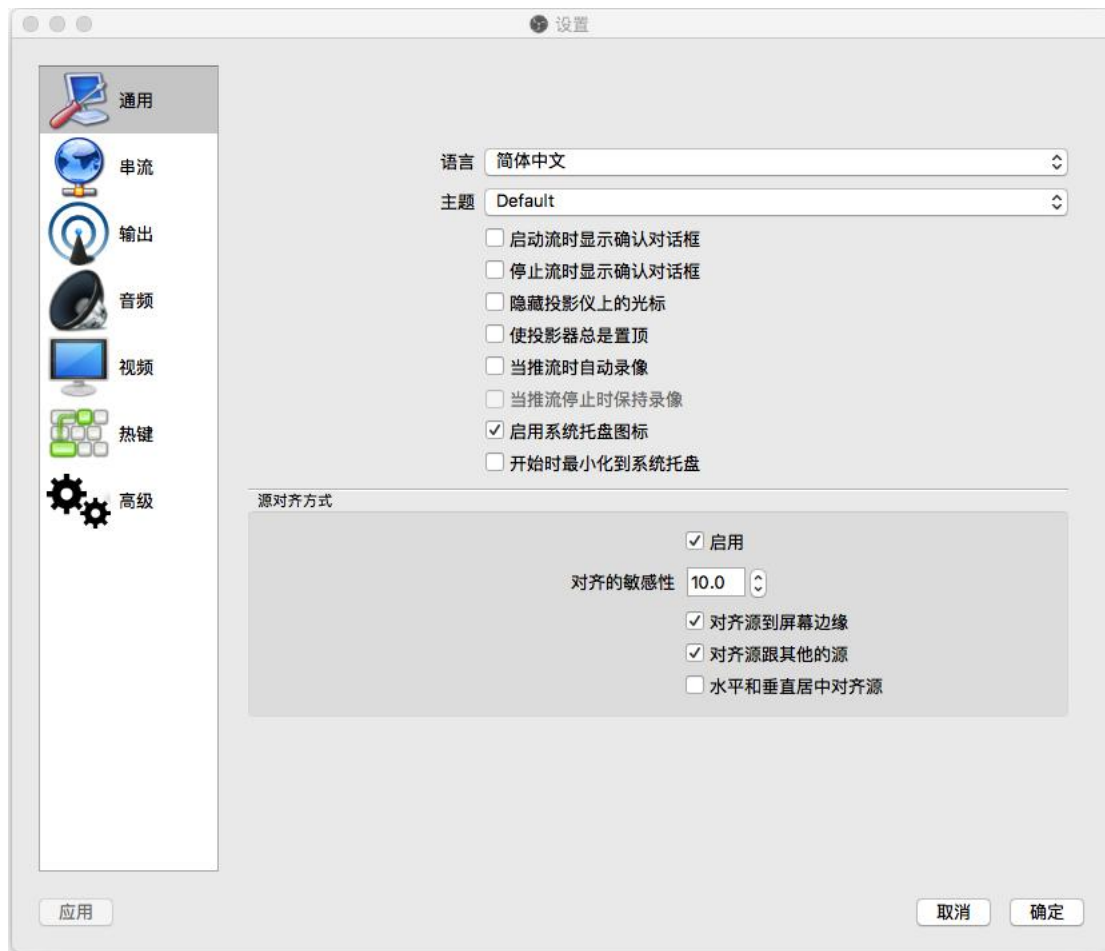 设置
通用
串流
输出
音频
视频
热键
高级
语言 简体中文
主题 Default
启动流时显示确认对话框
停止流时显示确认对话框
隐藏投影仪上的光标
使投影器总是置顶
当推流时自动录像
当推流停止时保持录像
启用系统托盘图标
开始时最小化到系统托盘
源对齐方式
启用
对齐的敏感性 10.0
对齐源到屏幕边缘
对齐源跟其他的源
水平和垂直居中对齐源
应用 取消 确定